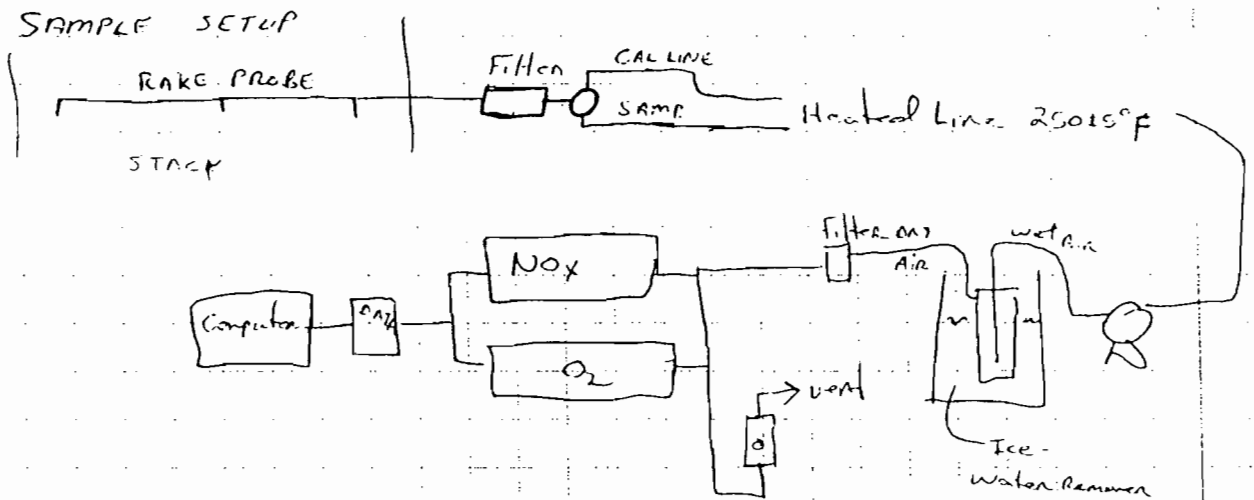 SAMPLE SETUP
RAKE PROBE
Filter
CAL LINE
SAMP.
Heated Line 250±5°F
STACK
Filter DRY
AIR
Wet Air
NOx
Computer
DATA
O2
vent
Ice -
Water Remover